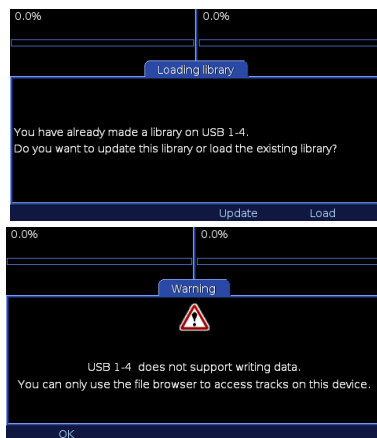 0.0% 0.0%
Loading library
You have already made a library on USB 1-4.
Do you want to update this library or load the existing library?
Update Load
0.0% 0.0%
Warning
USB 1-4 does not support writing data.
You can only use the file browser to access tracks on this device.
OK